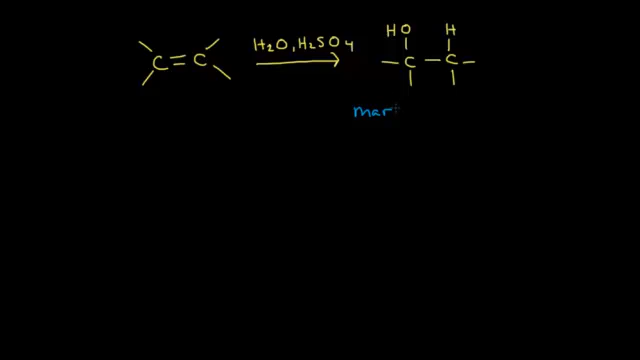 H₂O, H₂SO₄
HO H
C=C
C-C
mar